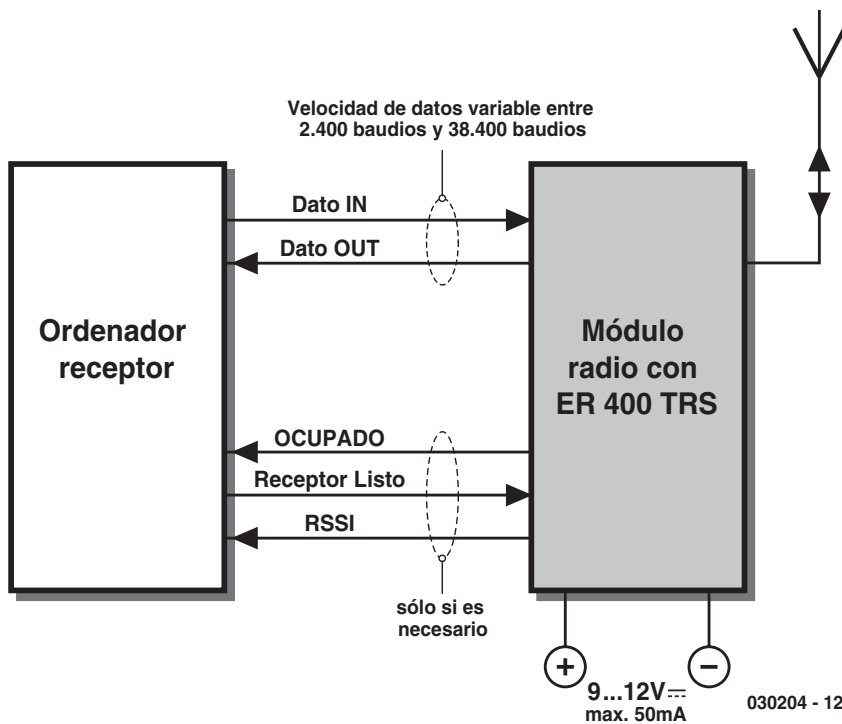 Velocidad de datos variable entre
2.400 baudios y 38.400 baudios
Dato IN
Dato OUT
Ordenador
receptor
Módulo
radio con
ER 400 TRS
OCUPADO
Receptor Listo
RSSI
sólo si es
necesario
+
−
9...12V
max. 50mA
030204 - 12